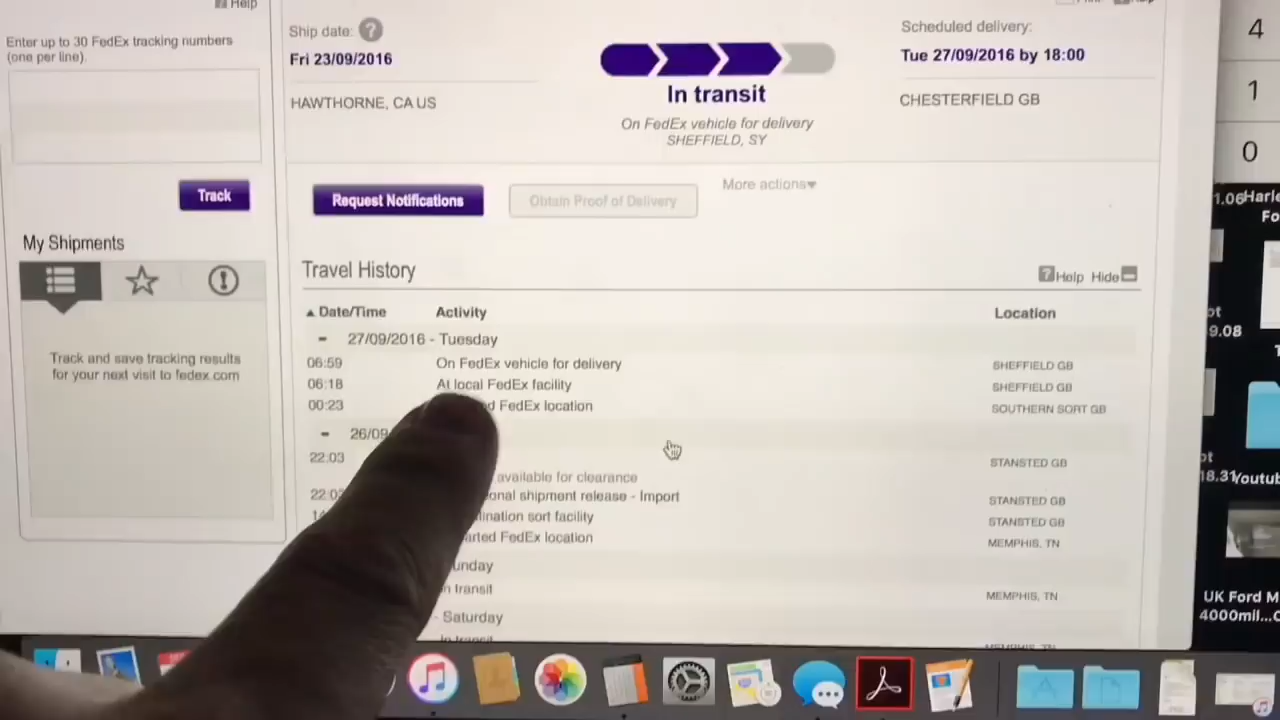 Help
Enter up to 30 FedEx tracking numbers
(one per line).
Track
My Shipments
Track and save tracking results
for your next visit to fedex.com
Ship date: ?
Fri 23/09/2016
HAWTHORNE, CA US
In transit
On FedEx vehicle for delivery
SHEFFIELD, SY
Scheduled delivery:
Tue 27/09/2016 by 18:00
CHESTERFIELD GB
Request Notifications
Obtain Proof of Delivery
More actions
Travel History
? Help Hide
Date/Time Activity Location
27/09/2016 - Tuesday
06:59 On FedEx vehicle for delivery SHEFFIELD GB
06:18 At local FedEx facility SHEFFIELD GB
00:23 FedEx location SOUTHERN SORT GB
26/09
22:03 STANSTED GB
available for clearance
shipment release - Import STANSTED GB
sort facility STANSTED GB
FedEx location MEMPHIS, TN
transit MEMPHIS, TN
- Saturday
4
1
0
UK Ford M
4000mil...C